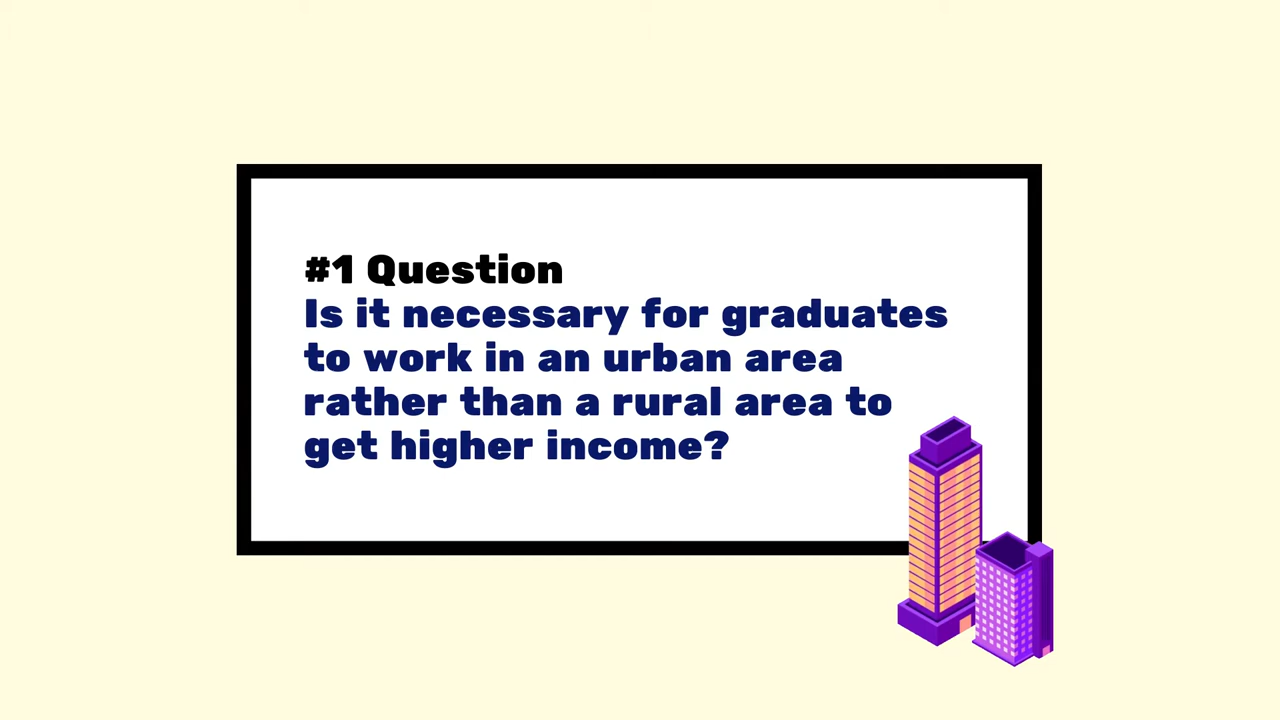 #1 Question
Is it necessary for graduates
to work in an urban area
rather than a rural area to
get higher income?